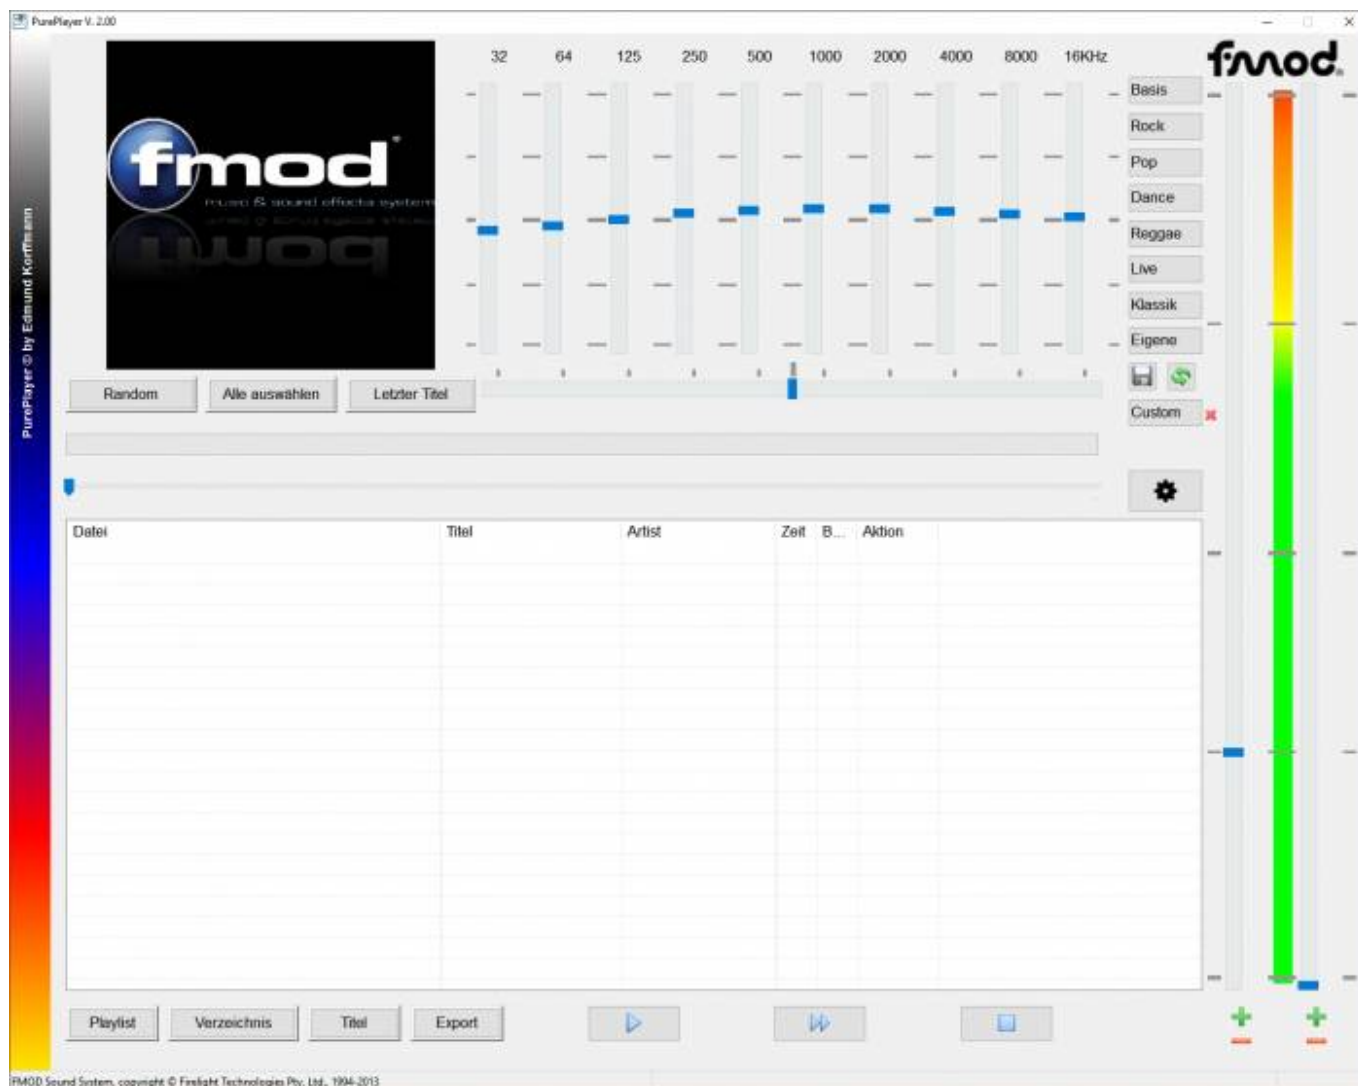 PurePlayer V. 2.00
fmod®
music & sound effects system
32 64 125 250 500 1000 2000 4000 8000 16KHz
fmod®
Basis
Rock
Pop
Dance
Reggae
Live
Klassik
Eigene
Custom
PurePlayer © by Edmund Korffmann
Random Alle auswählen Letzter Titel
Datei Titel Artist Zeit B... Aktion
Playlist Verzeichnis Titel Export
FMOD Sound System, copyright © Firelight Technologies Pty, Ltd., 1994-2013